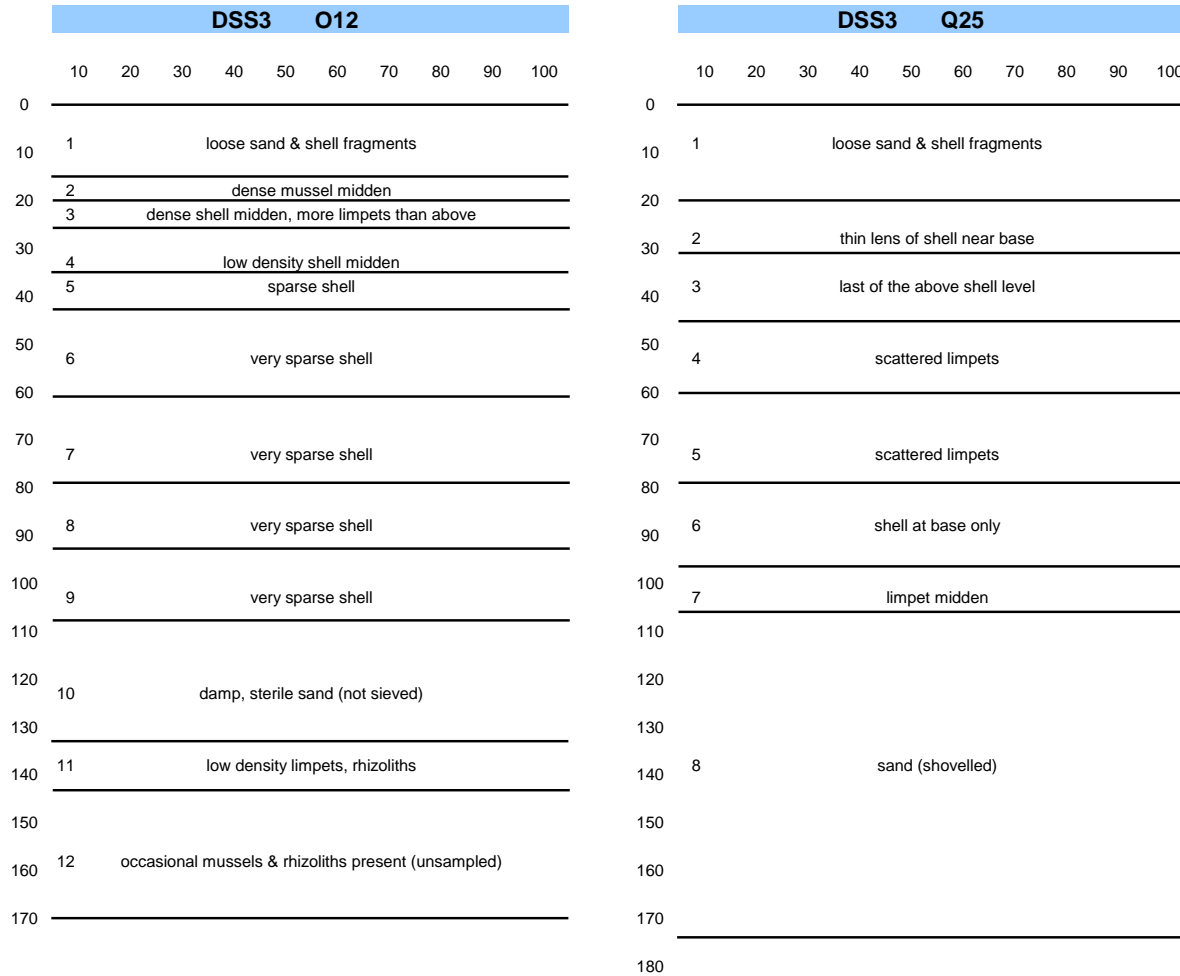 DSS3 O12
10 20 30 40 50 60 70 80 90 100
0
1 loose sand & shell fragments
10
2 dense mussel midden
20
3 dense shell midden, more limpets than above
30
4 low density shell midden
5 sparse shell
40
50
6 very sparse shell
60
70
7 very sparse shell
80
8 very sparse shell
90
100
9 very sparse shell
110
120
10 damp, sterile sand (not sieved)
130
11 low density limpets, rhizoliths
140
150
12 occasional mussels & rhizoliths present (unsampled)
160
170
DSS3 Q25
10 20 30 40 50 60 70 80 90 100
0
1 loose sand & shell fragments
10
20
2 thin lens of shell near base
30
3 last of the above shell level
40
50
4 scattered limpets
60
70
5 scattered limpets
80
6 shell at base only
90
100
7 limpet midden
110
120
130
8 sand (shovelled)
140
150
160
170
180